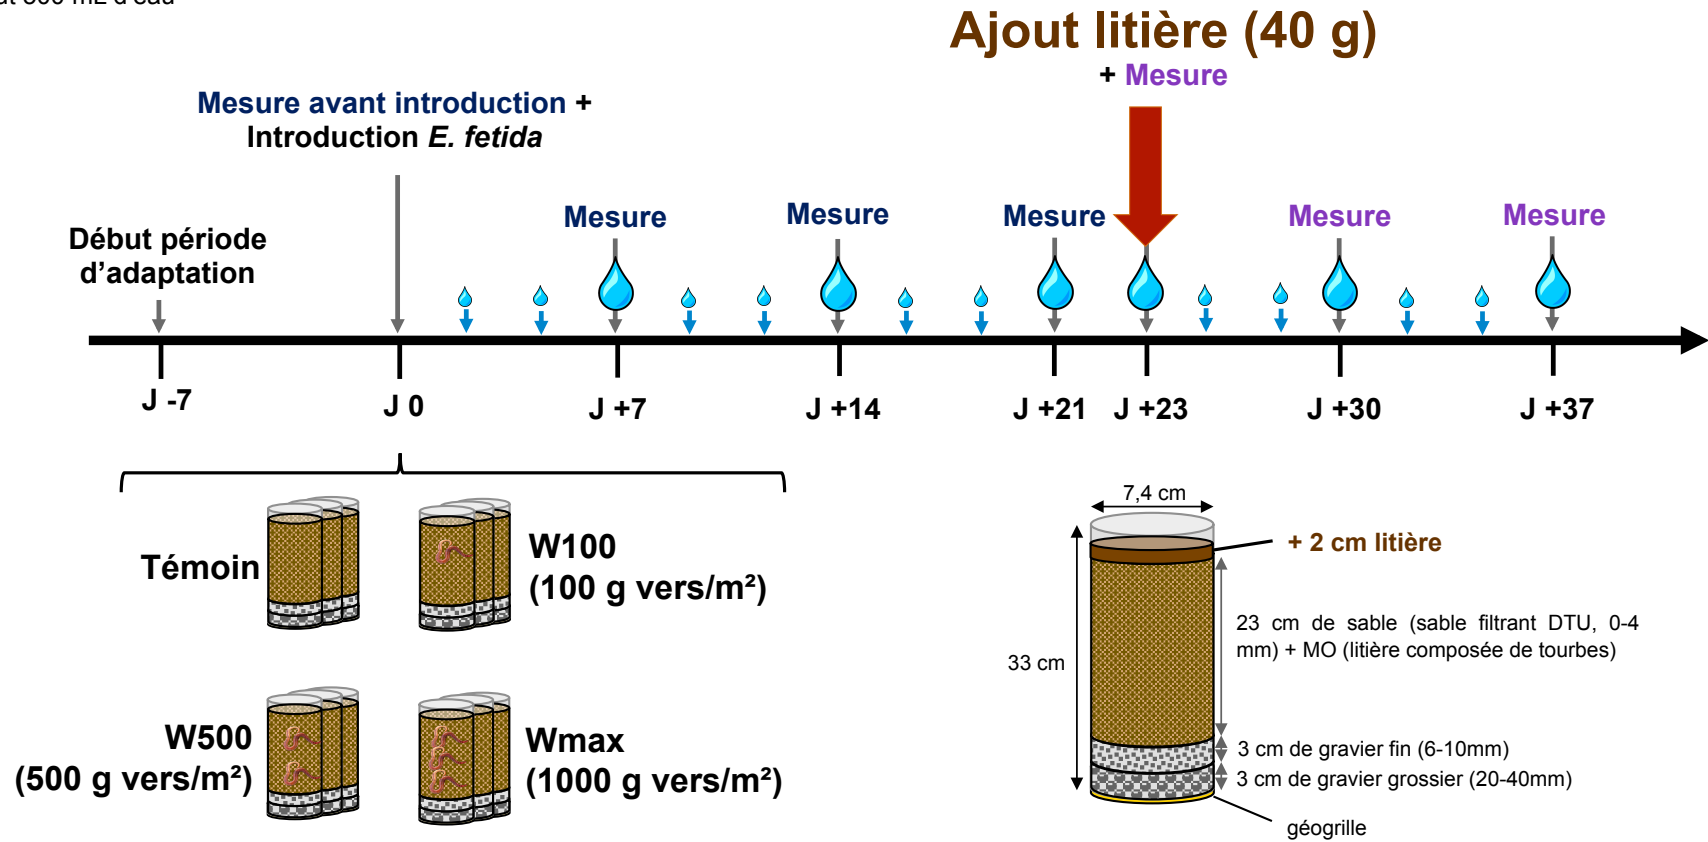 Ajout litière (40 g)
+ Mesure
Mesure avant introduction +
Introduction E. fetida
Début période
d'adaptation
Mesure
Mesure
Mesure
Mesure
Mesure
J -7
J 0
J +7
J +14
J +21
J +23
J +30
J +37
Témoin
W100
(100 g vers/m²)
W500
(500 g vers/m²)
Wmax
(1000 g vers/m²)
7,4 cm
33 cm
+ 2 cm litière
23 cm de sable (sable filtrant DTU, 0-4
mm) + MO (litière composée de tourbes)
3 cm de gravier fin (6-10mm)
3 cm de gravier grossier (20-40mm)
géogrille